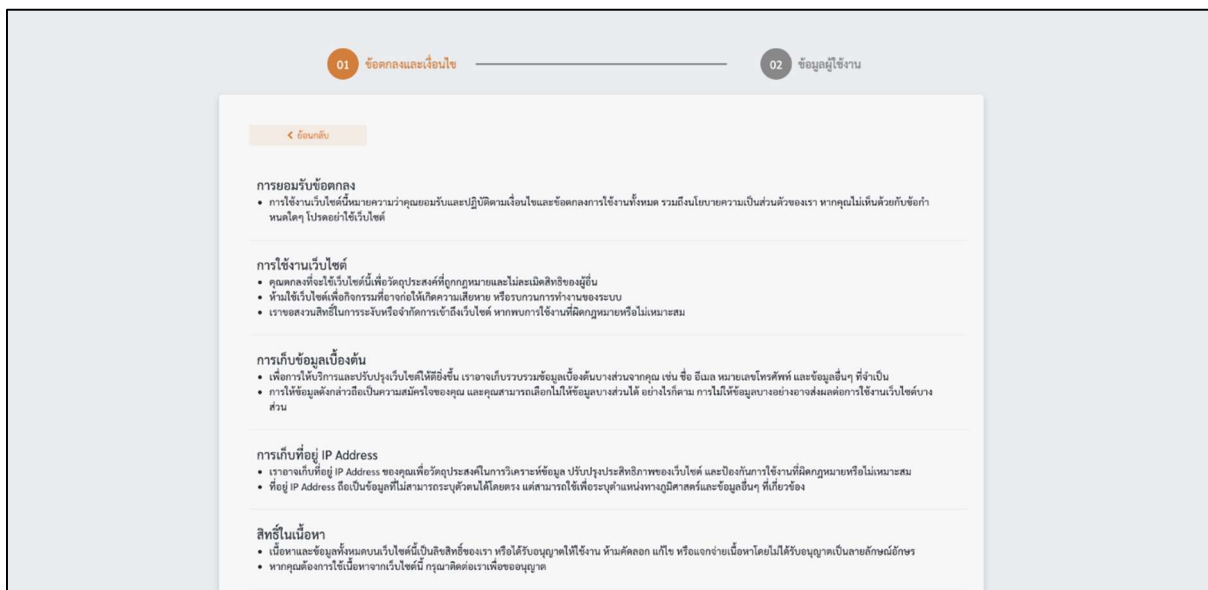 01 ข้อตกลงและเงื่อนไข 02 ข้อมูลผู้ใช้งาน
ย้อนกลับ
การยอมรับข้อตกลง
• การใช้งานเว็บไซต์นี้หมายความว่าคุณยอมรับและปฏิบัติตามเงื่อนไขและข้อตกลงการใช้งานทั้งหมด รวมถึงนโยบายความเป็นส่วนตัวของเรา หากคุณไม่เห็นด้วยกับข้อกำ
หนดใดๆ โปรดอย่าใช้เว็บไซต์
การใช้งานเว็บไซต์
• คุณตกลงที่จะใช้เว็บไซต์นี้เพื่อวัตถุประสงค์ที่ถูกกฎหมายและไม่ละเมิดสิทธิของผู้อื่น
• ห้ามใช้เว็บไซต์เพื่อกิจกรรมที่อาจก่อให้เกิดความเสียหาย หรือรบกวนการทำงานของระบบ
• เราขอสงวนสิทธิ์ในการระงับหรือจำกัดการเข้าถึงเว็บไซต์ หากพบการใช้งานที่ผิดกฎหมายหรือไม่เหมาะสม
การเก็บข้อมูลเบื้องต้น
• เพื่อการให้บริการและปรับปรุงเว็บไซต์ให้ดียิ่งขึ้น เราอาจเก็บรวบรวมข้อมูลเบื้องต้นบางส่วนจากคุณ เช่น ชื่อ อีเมล หมายเลขโทรศัพท์ และข้อมูลอื่นๆ ที่จำเป็น
• การให้ข้อมูลดังกล่าวถือเป็นความสมัครใจของคุณ และคุณสามารถเลือกไม่ให้ข้อมูลบางส่วนได้ อย่างไรก็ตาม การไม่ให้ข้อมูลบางอย่างอาจส่งผลต่อการใช้งานเว็บไซต์บาง
ส่วน
การเก็บที่อยู่ IP Address
• เราอาจเก็บที่อยู่ IP Address ของคุณเพื่อวัตถุประสงค์ในการวิเคราะห์ข้อมูล ปรับปรุงประสิทธิภาพของเว็บไซต์ และป้องกันการใช้งานที่ผิดกฎหมายหรือไม่เหมาะสม
• ที่อยู่ IP Address ถือเป็นข้อมูลที่ไม่สามารถระบุตัวตนได้โดยตรง แต่สามารถใช้เพื่อระบุตำแหน่งทางภูมิศาสตร์และข้อมูลอื่นๆ ที่เกี่ยวข้อง
สิทธิ์ในเนื้อหา
• เนื้อหาและข้อมูลทั้งหมดบนเว็บไซต์นี้เป็นลิขสิทธิ์ของเรา หรือได้รับอนุญาตให้ใช้งาน ห้ามคัดลอก แก้ไข หรือแจกจ่ายเนื้อหาโดยไม่ได้รับอนุญาตเป็นลายลักษณ์อักษร
• หากคุณต้องการใช้เนื้อหาจากเว็บไซต์นี้ กรุณาติดต่อเราเพื่อขออนุญาต